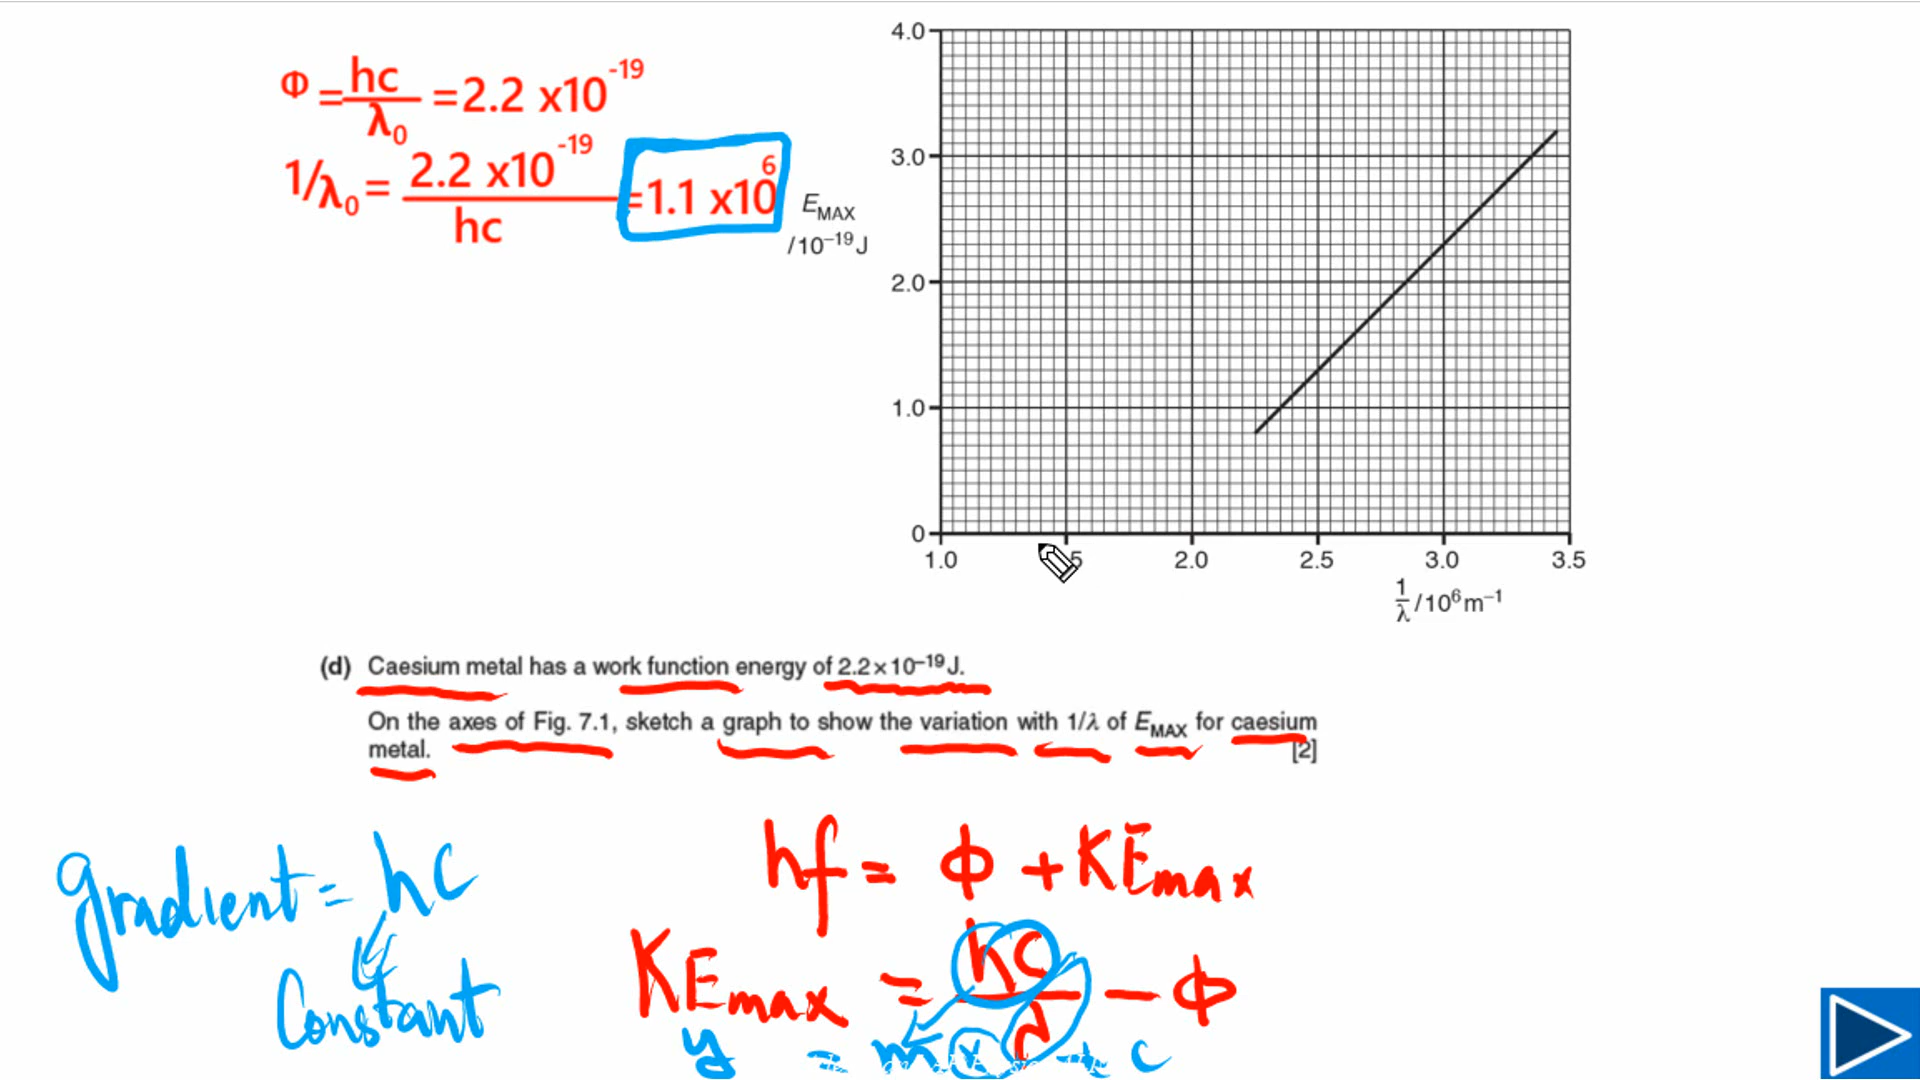 Φ = hc/λ₀ = 2.2 x10⁻¹⁹
1/λ₀ = 2.2 x10⁻¹⁹/hc = 1.1 x10⁶
E_MAX
/10⁻¹⁹ J
4.0
3.0
2.0
1.0
0
1.0 2.0 2.5 3.0 3.5
1/λ /10⁶ m⁻¹
(d) Caesium metal has a work function energy of 2.2 × 10⁻¹⁹ J.
On the axes of Fig. 7.1, sketch a graph to show the variation with 1/λ of E_MAX for caesium
metal.
[2]
hf = Φ + KEmax
gradient = hc
Constant
KEmax = hc/λ − Φ
y = m x + c